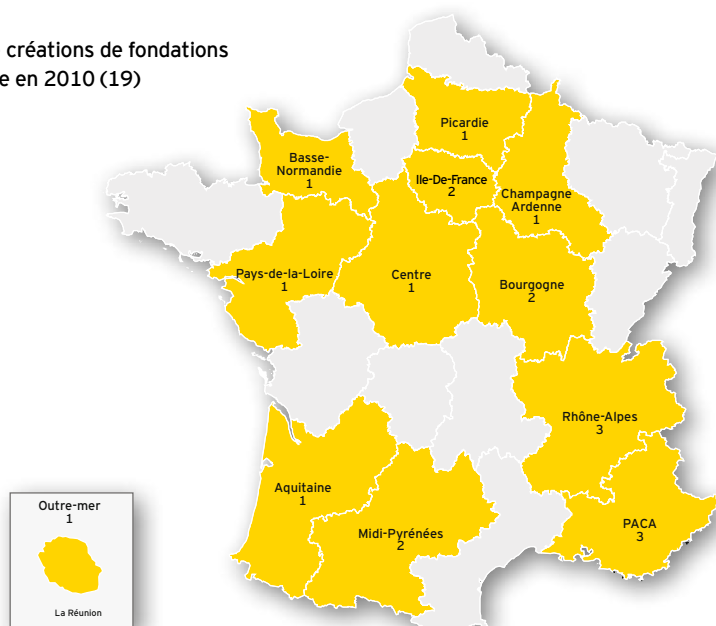 créations de fondations
e en 2010 (19)
Picardie
1
Basse-
Normandie
1
Ile-De-France
2
Champagne
Ardenne
1
Pays-de-la-Loire
1
Centre
1
Bourgogne
2
Rhône-Alpes
3
Aquitaine
1
Midi-Pyrénées
2
PACA
3
Outre-mer
1
La Réunion